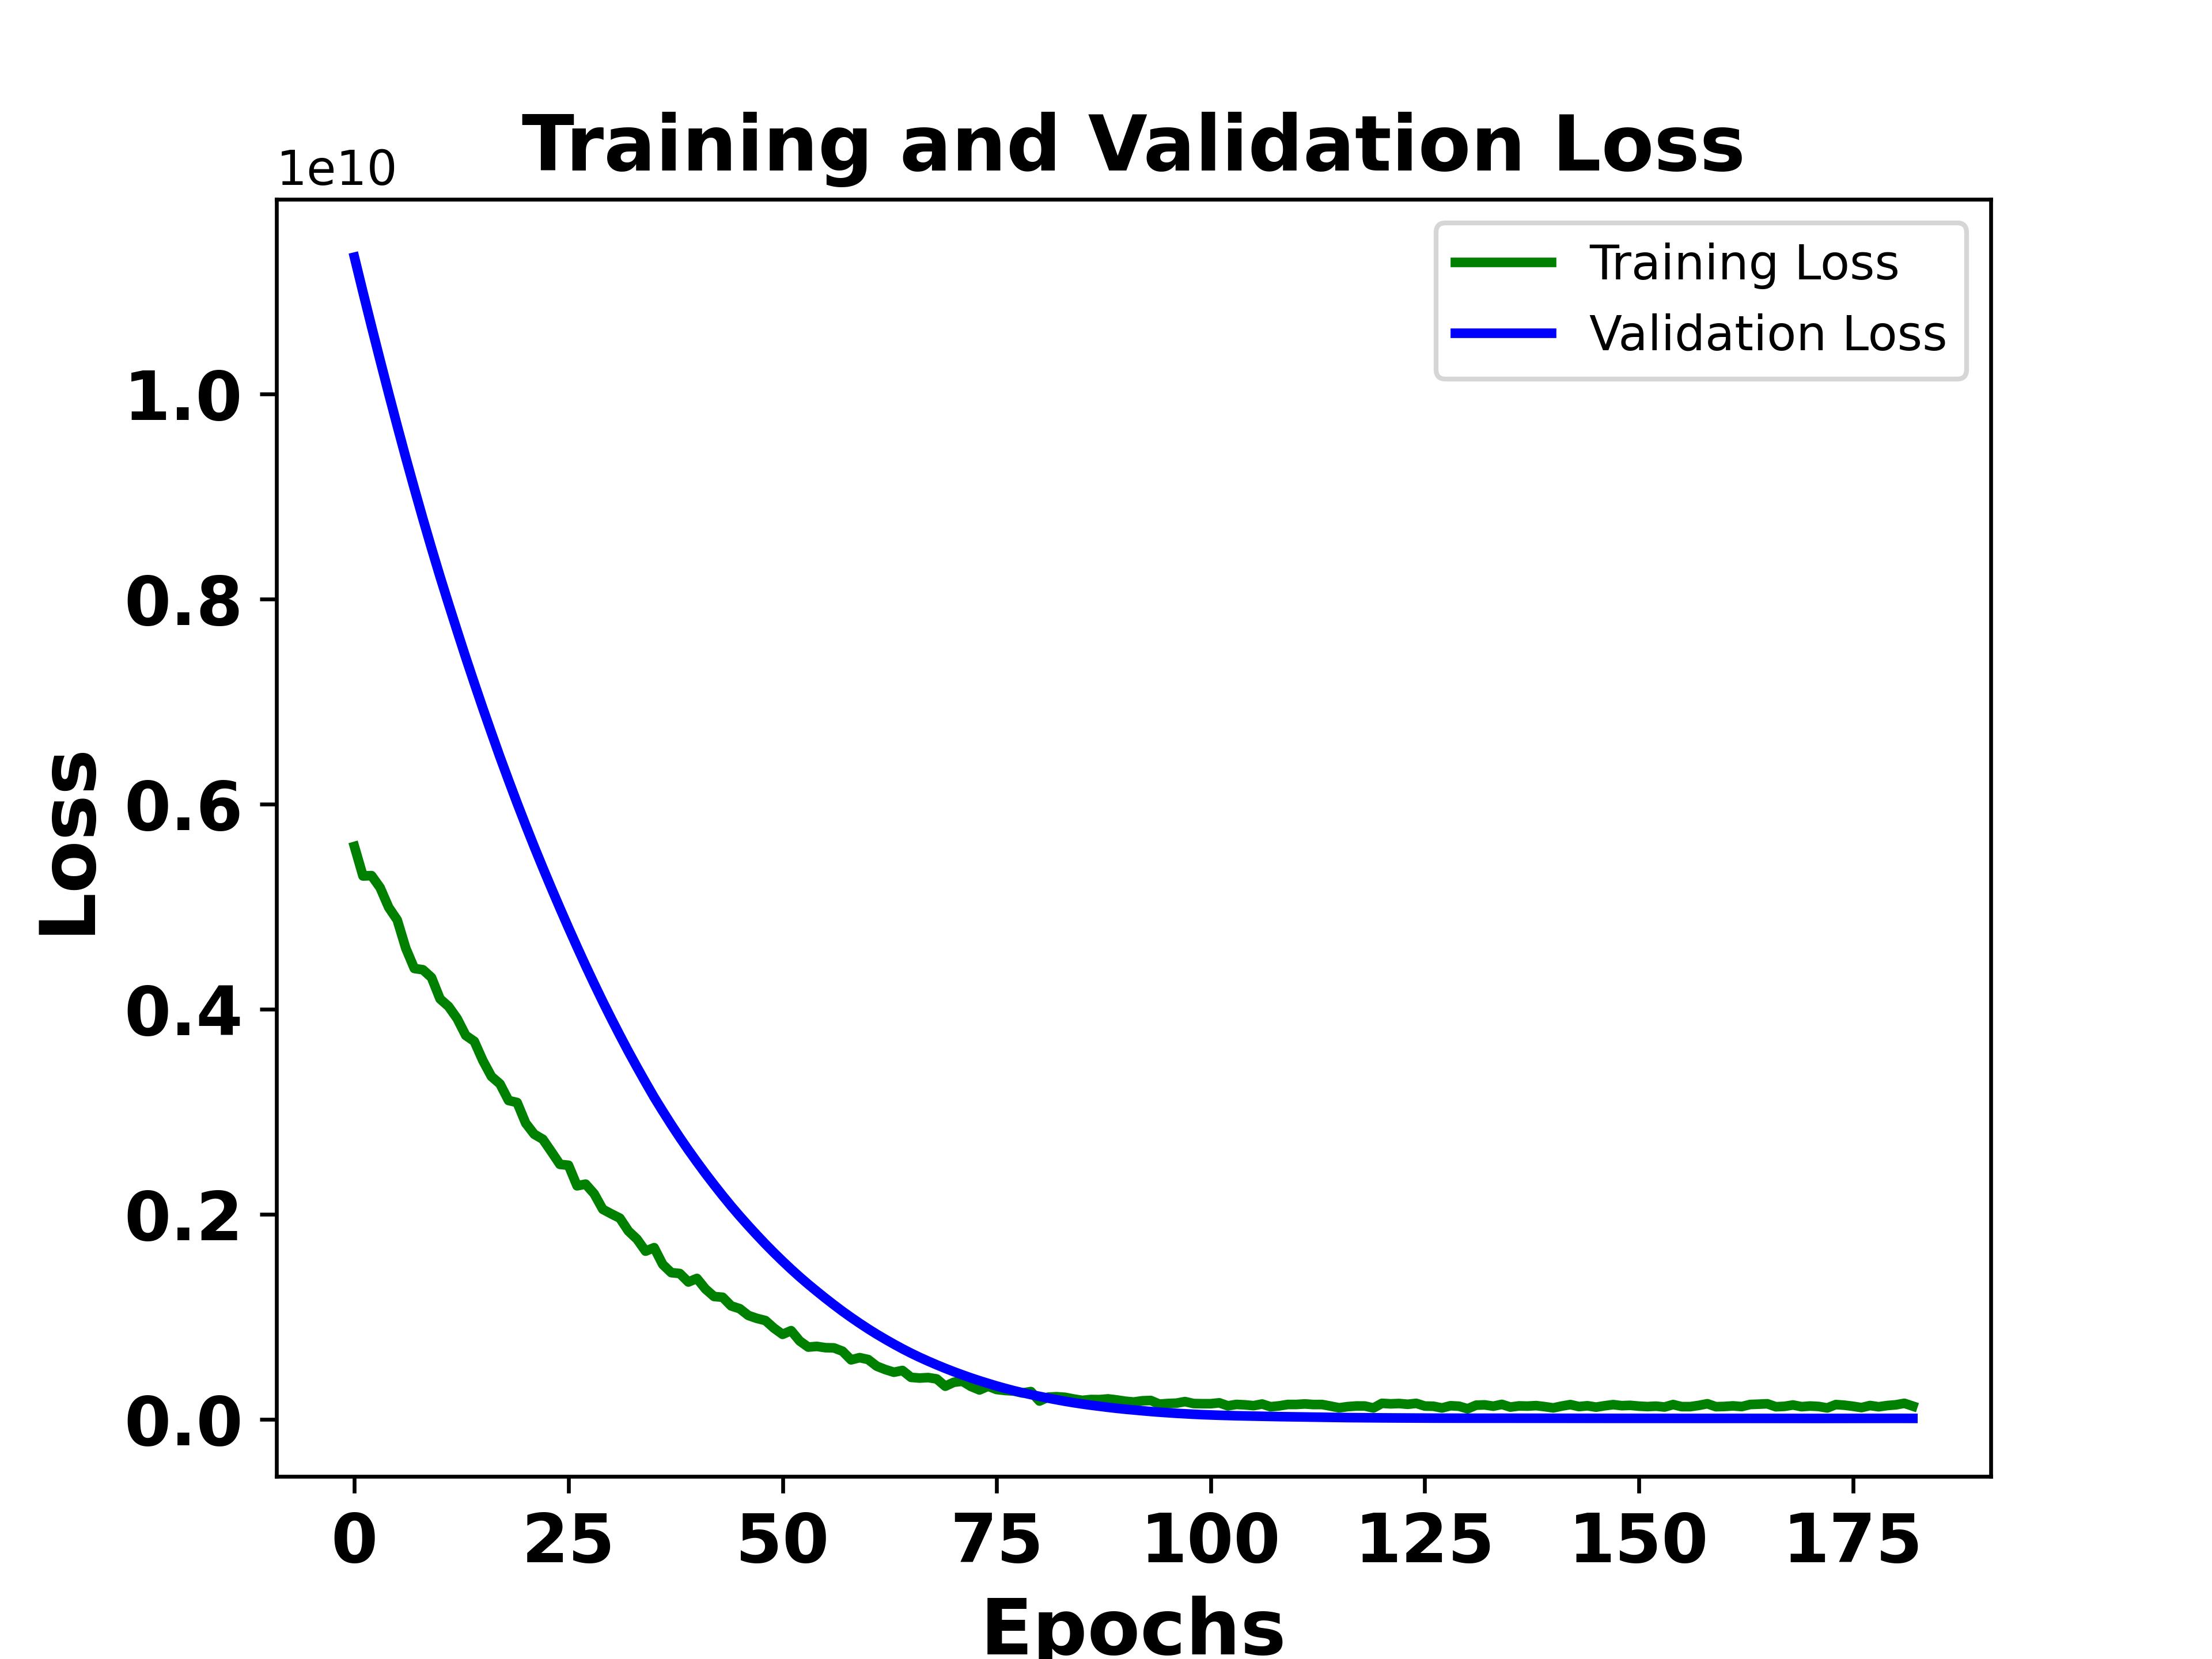 Training and Validation Loss
1e10
Training Loss
Validation Loss
1.0
0.8
0.6
0.4
0.2
0.0
Loss
0 25 50 75 100 125 150 175
Epochs